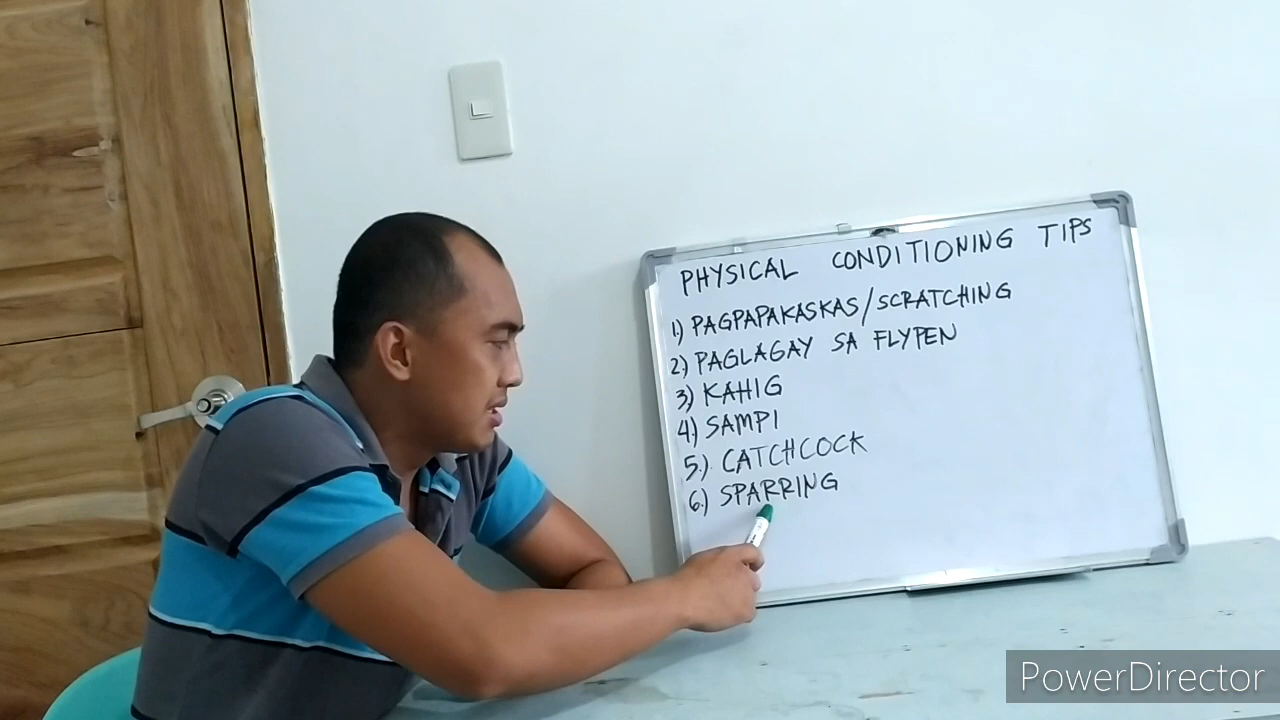 PHYSICAL CONDITIONING TIPS
1.) PAGPAPAKASKAS/SCRATCHING
2.) PAGLAGAY SA FLYPEN
3.) KAHIG
4.) SAMPI
5.) CATCHCOCK
6.) SPARRING
PowerDirector